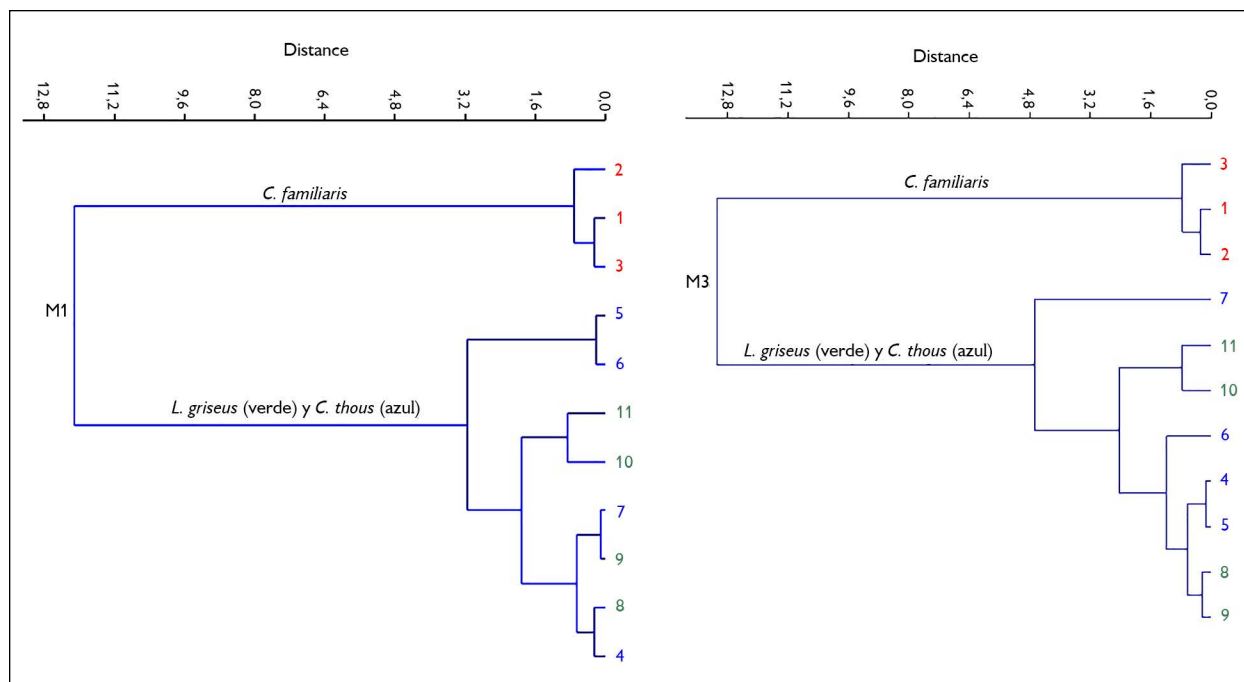 Distance
12,8 11,2 9,6 8,0 6,4 4,8 3,2 1,6 0,0
2
C. familiaris
1
3
M1
5
6
L. griseus (verde) y C. thous (azul)
11
10
7
9
8
4
Distance
12,8 11,2 9,6 8,0 6,4 4,8 3,2 1,6 0,0
3
C. familiaris
1
2
M3
7
L. griseus (verde) y C. thous (azul)
11
10
6
4
5
8
9